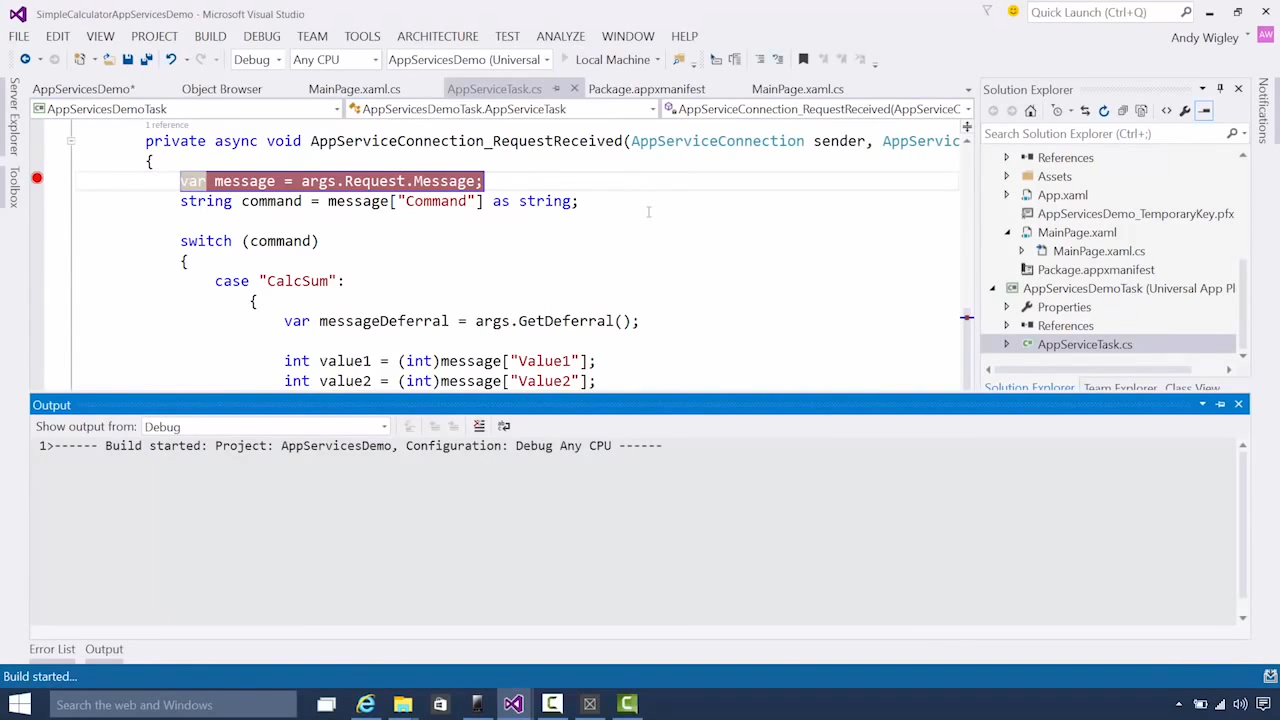 SimpleCalculatorAppServicesDemo - Microsoft Visual Studio
Quick Launch (Ctrl+Q)
FILE EDIT VIEW PROJECT BUILD DEBUG TEAM TOOLS ARCHITECTURE TEST ANALYZE WINDOW HELP
Andy Wigley AW
Debug Any CPU AppServicesDemo (Universal Local Machine
Server Explorer
Toolbox
AppServicesDemo* Object Browser MainPage.xaml.cs AppServiceTask.cs Package.appxmanifest MainPage.xaml.cs
AppServicesDemoTask AppServicesDemoTask.AppServiceTask AppServiceConnection_RequestReceived(AppServiceC
1 reference
private async void AppServiceConnection_RequestReceived(AppServiceConnection sender, AppServic
{
var message = args.Request.Message;
string command = message["Command"] as string;
switch (command)
{
case "CalcSum":
{
var messageDeferral = args.GetDeferral();
int value1 = (int)message["Value1"];
int value2 = (int)message["Value2"];
Solution Explorer
Search Solution Explorer (Ctrl+;)
References
Assets
App.xaml
AppServicesDemo_TemporaryKey.pfx
MainPage.xaml
MainPage.xaml.cs
Package.appxmanifest
AppServicesDemoTask (Universal App Pl
Properties
References
AppServiceTask.cs
Solution Explorer Team Explorer Class View
Notifications
Output
Show output from: Debug
1>------ Build started: Project: AppServicesDemo, Configuration: Debug Any CPU ------
Error List Output
Build started...
Search the web and Windows